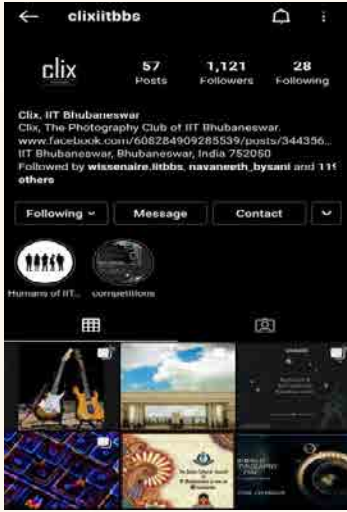 clixiitbbs
clix
57 1,121 28
Posts Followers Following
Clix, IIT Bhubaneswar
Clix, The Photography Club of IIT Bhubaneswar.
www.facebook.com/608284909285539/posts/344356...
IIT Bhubaneswar, Bhubaneswar, India 752050
Followed by wissenaire.iitbbs, navaneeth_bysani and 119
others
Following Message Contact
Humans of IIT... competitions